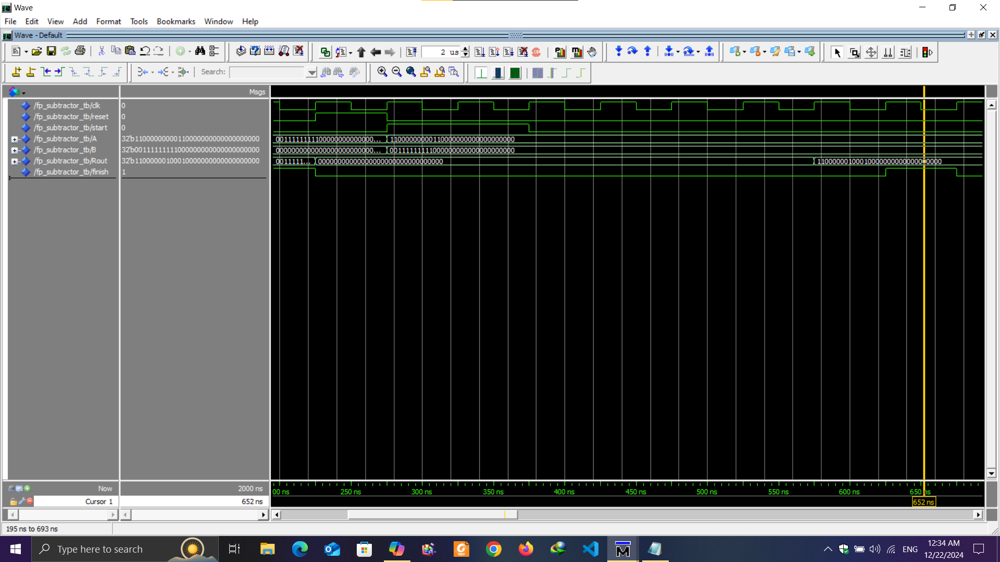 Wave
File Edit View Add Format Tools Bookmarks Window Help
Wave - Default
2 us
Search:
Msgs
/fp_subtractor_tb/clk 0
/fp_subtractor_tb/reset 0
/fp_subtractor_tb/start 0
/fp_subtractor_tb/A 32'b11000000000110000000000000000000 0011111111110000000000000... 11000000000110000000000000000000
/fp_subtractor_tb/B 32'b00111111111100000000000000000000 0000000000000000000000000... 00111111111100000000000000000000
/fp_subtractor_tb/Rout 32'b11000000100010000000000000000000 0011111... 00000000000000000000000000000000 11000000100010000000000000000000
/fp_subtractor_tb/finish 1
Now 2000 ns 00 ns 250 ns 300 ns 350 ns 400 ns 450 ns 500 ns 550 ns 600 ns 650 ns
Cursor 1 652 ns 652 ns
195 ns to 693 ns
Type here to search
ENG
12:34 AM
12/22/2024